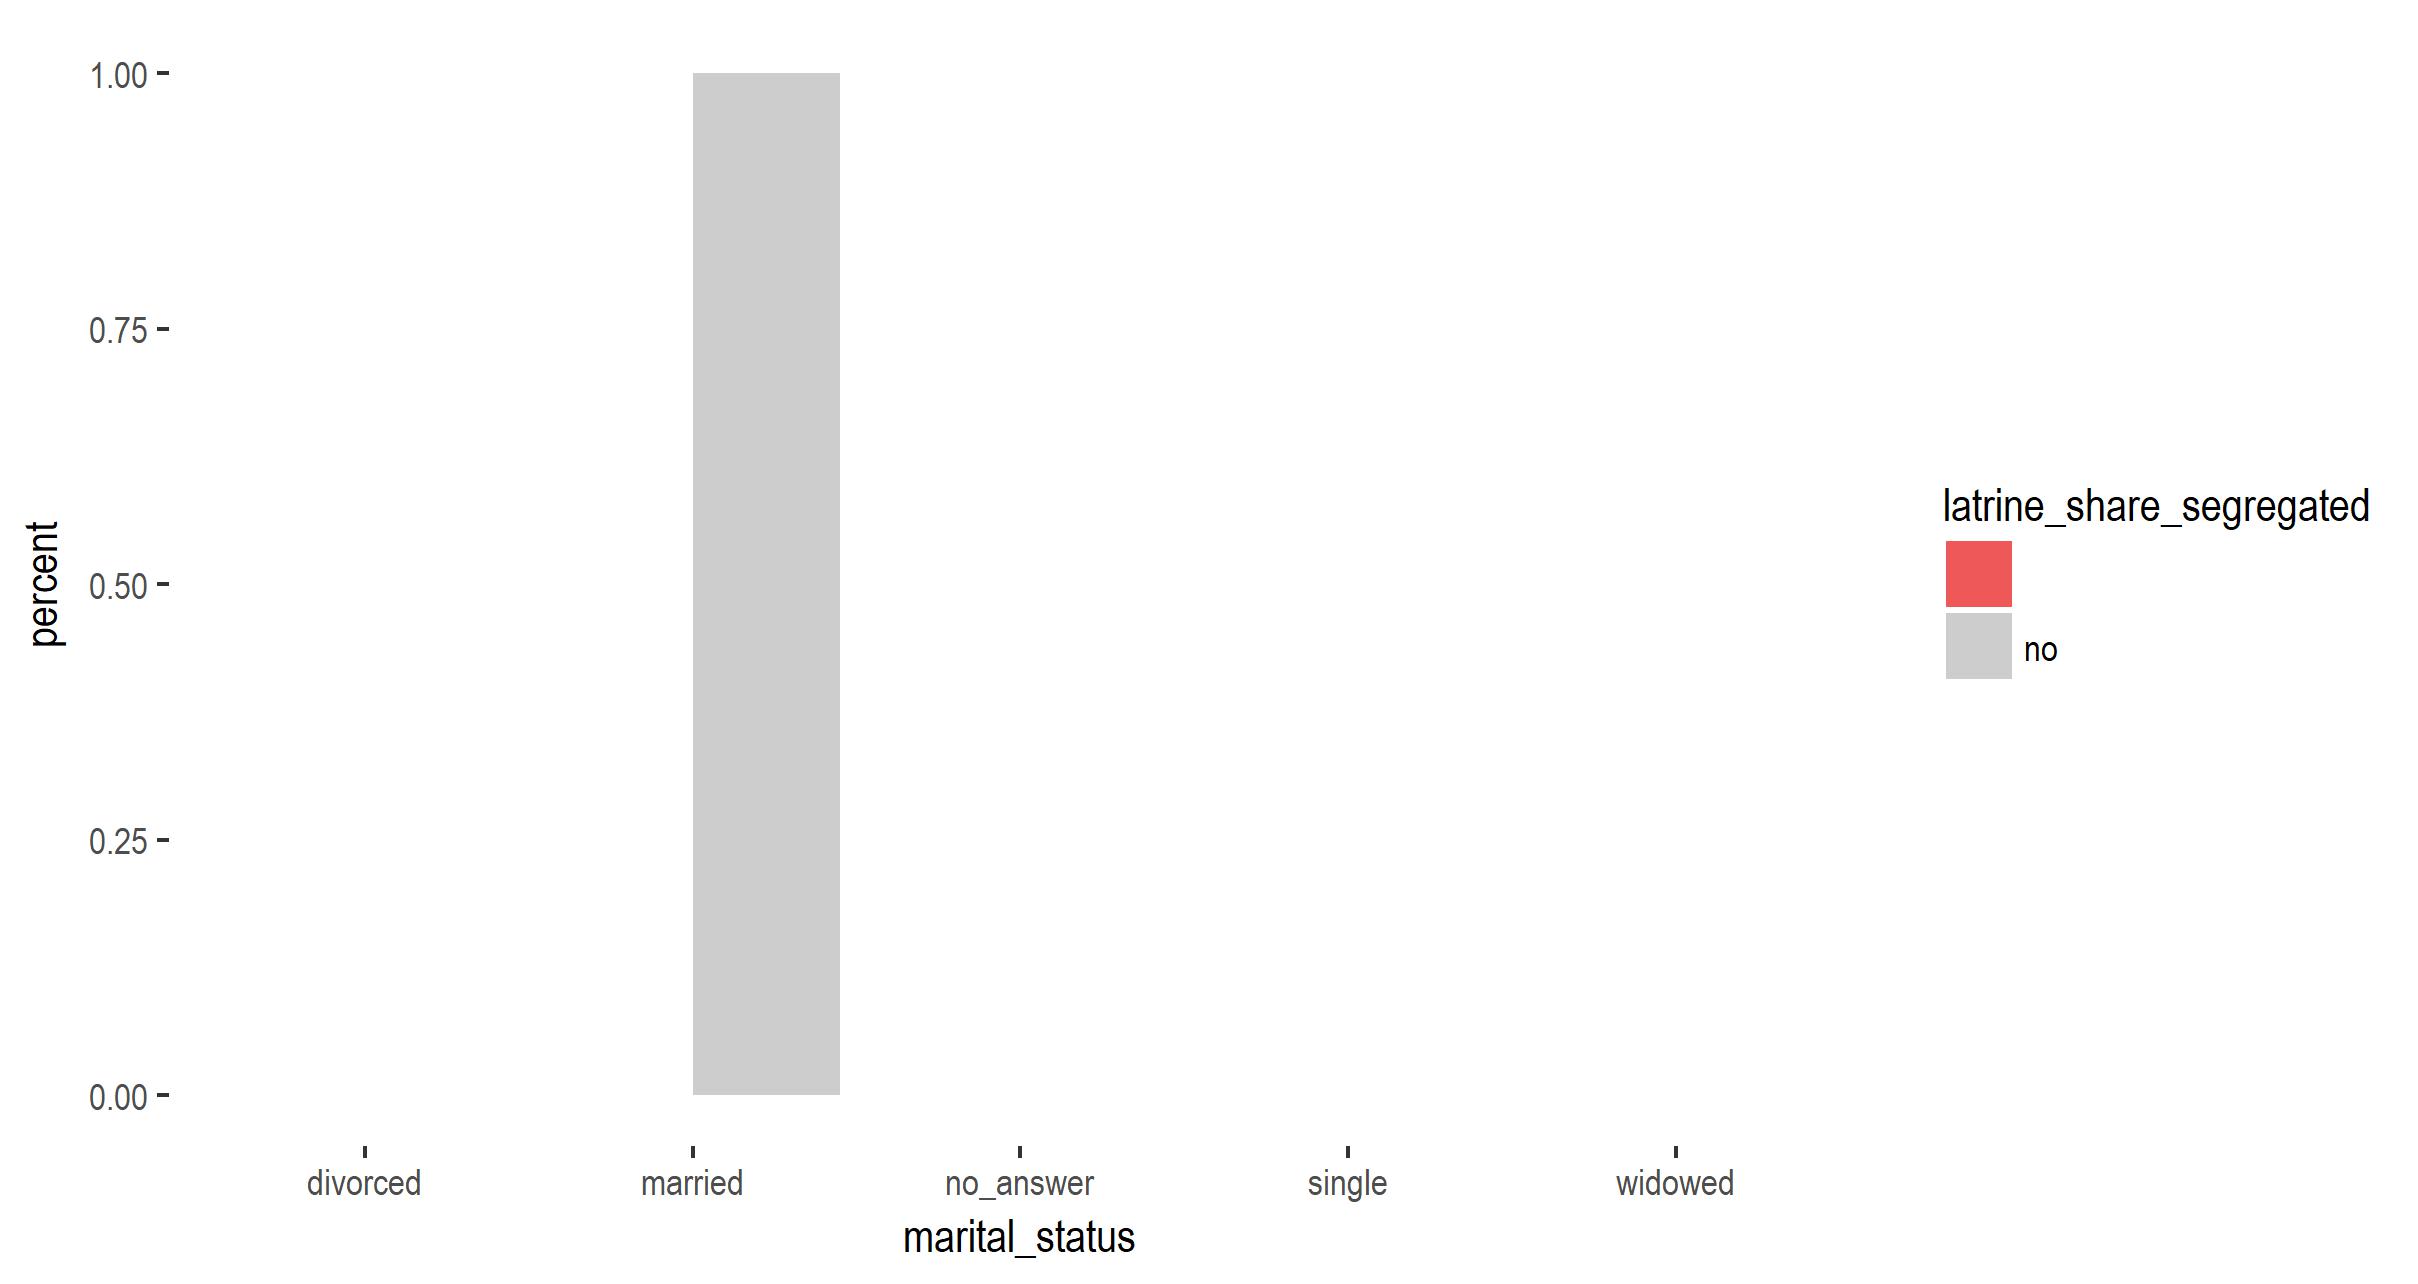 percent
1.00
0.75
0.50
0.25
0.00
divorced married no_answer single widowed
marital_status
latrine_share_segregated
no